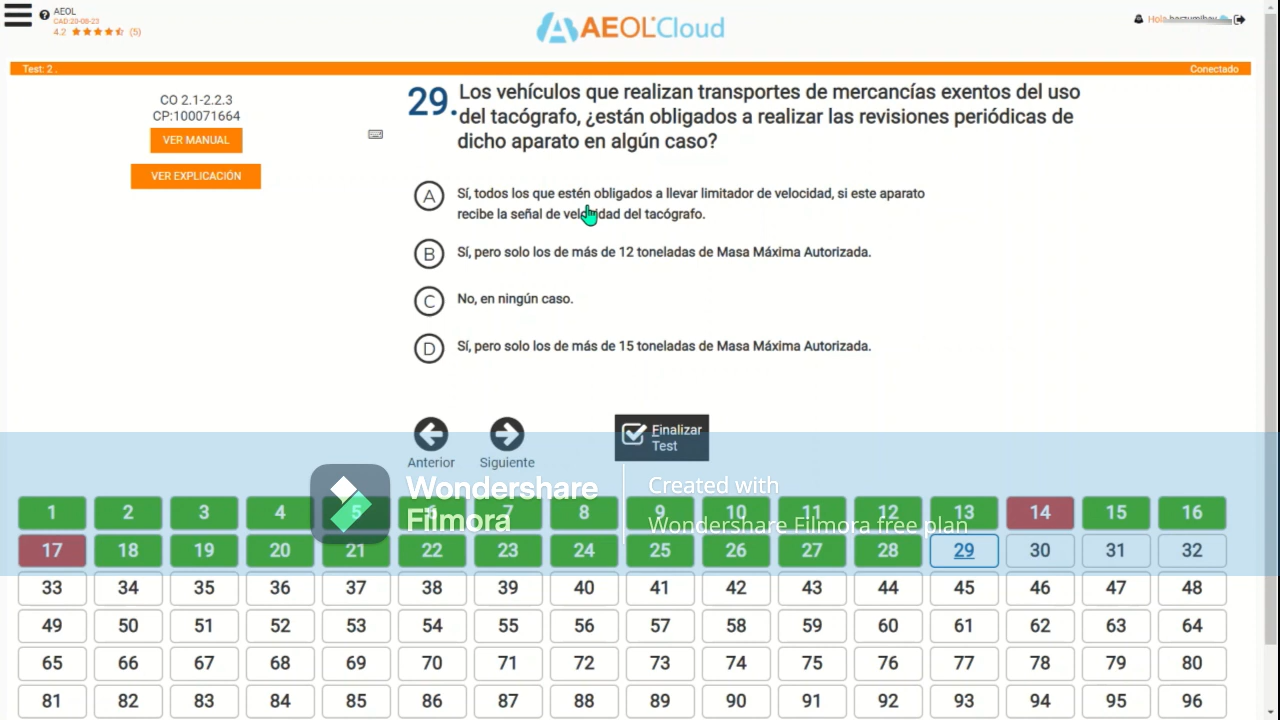 AEOL
CAD:20-08-23
4.2 (5)
AEOL Cloud
Hola
Test: 2 .
Conectado
CO 2.1-2.2.3
CP:100071664
VER MANUAL
VER EXPLICACIÓN
29. Los vehículos que realizan transportes de mercancías exentos del uso
del tacógrafo, ¿están obligados a realizar las revisiones periódicas de
dicho aparato en algún caso?
A Sí, todos los que estén obligados a llevar limitador de velocidad, si este aparato
recibe la señal de velocidad del tacógrafo.
B Sí, pero solo los de más de 12 toneladas de Masa Máxima Autorizada.
C No, en ningún caso.
D Sí, pero solo los de más de 15 toneladas de Masa Máxima Autorizada.
Anterior
Siguiente
Finalizar
Test
Wondershare
Filmora
Created with
Wondershare Filmora free plan
1 2 3 4 5 6 7 8 9 10 11 12 13 14 15 16
17 18 19 20 21 22 23 24 25 26 27 28 29 30 31 32
33 34 35 36 37 38 39 40 41 42 43 44 45 46 47 48
49 50 51 52 53 54 55 56 57 58 59 60 61 62 63 64
65 66 67 68 69 70 71 72 73 74 75 76 77 78 79 80
81 82 83 84 85 86 87 88 89 90 91 92 93 94 95 96